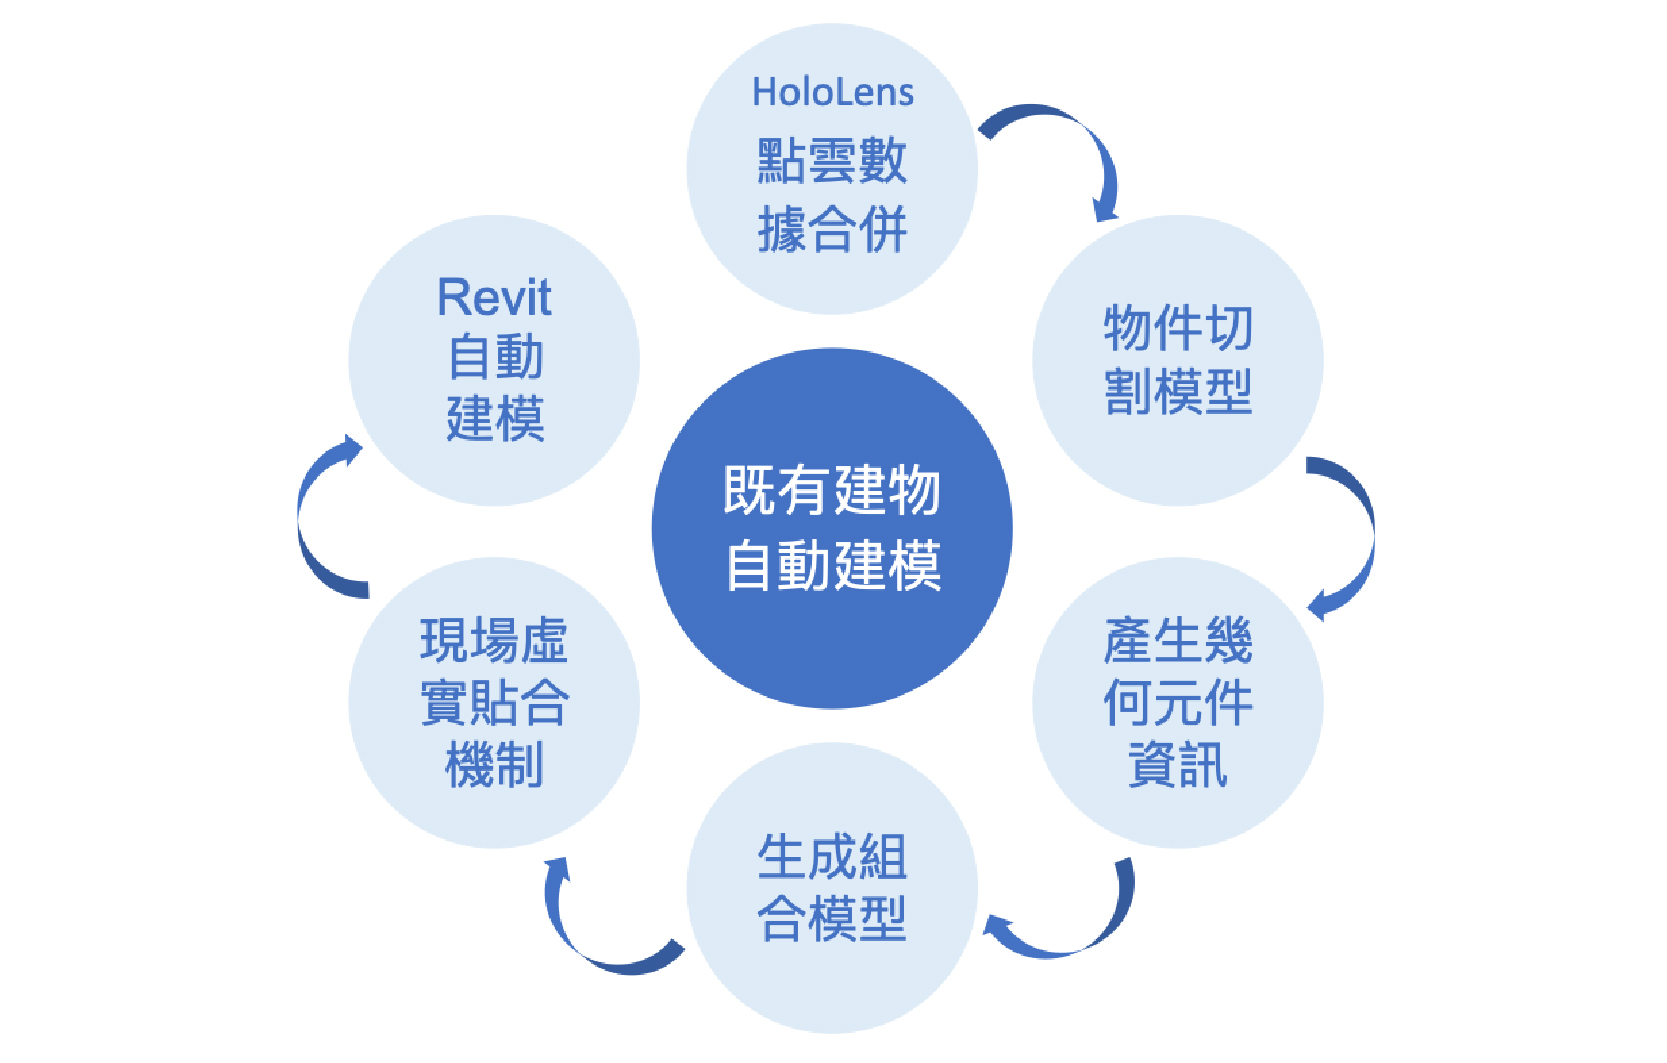 HoloLens
點雲數
據合併
物件切
割模型
產生幾
何元件
資訊
生成組
合模型
現場虛
實貼合
機制
Revit
自動
建模
既有建物
自動建模